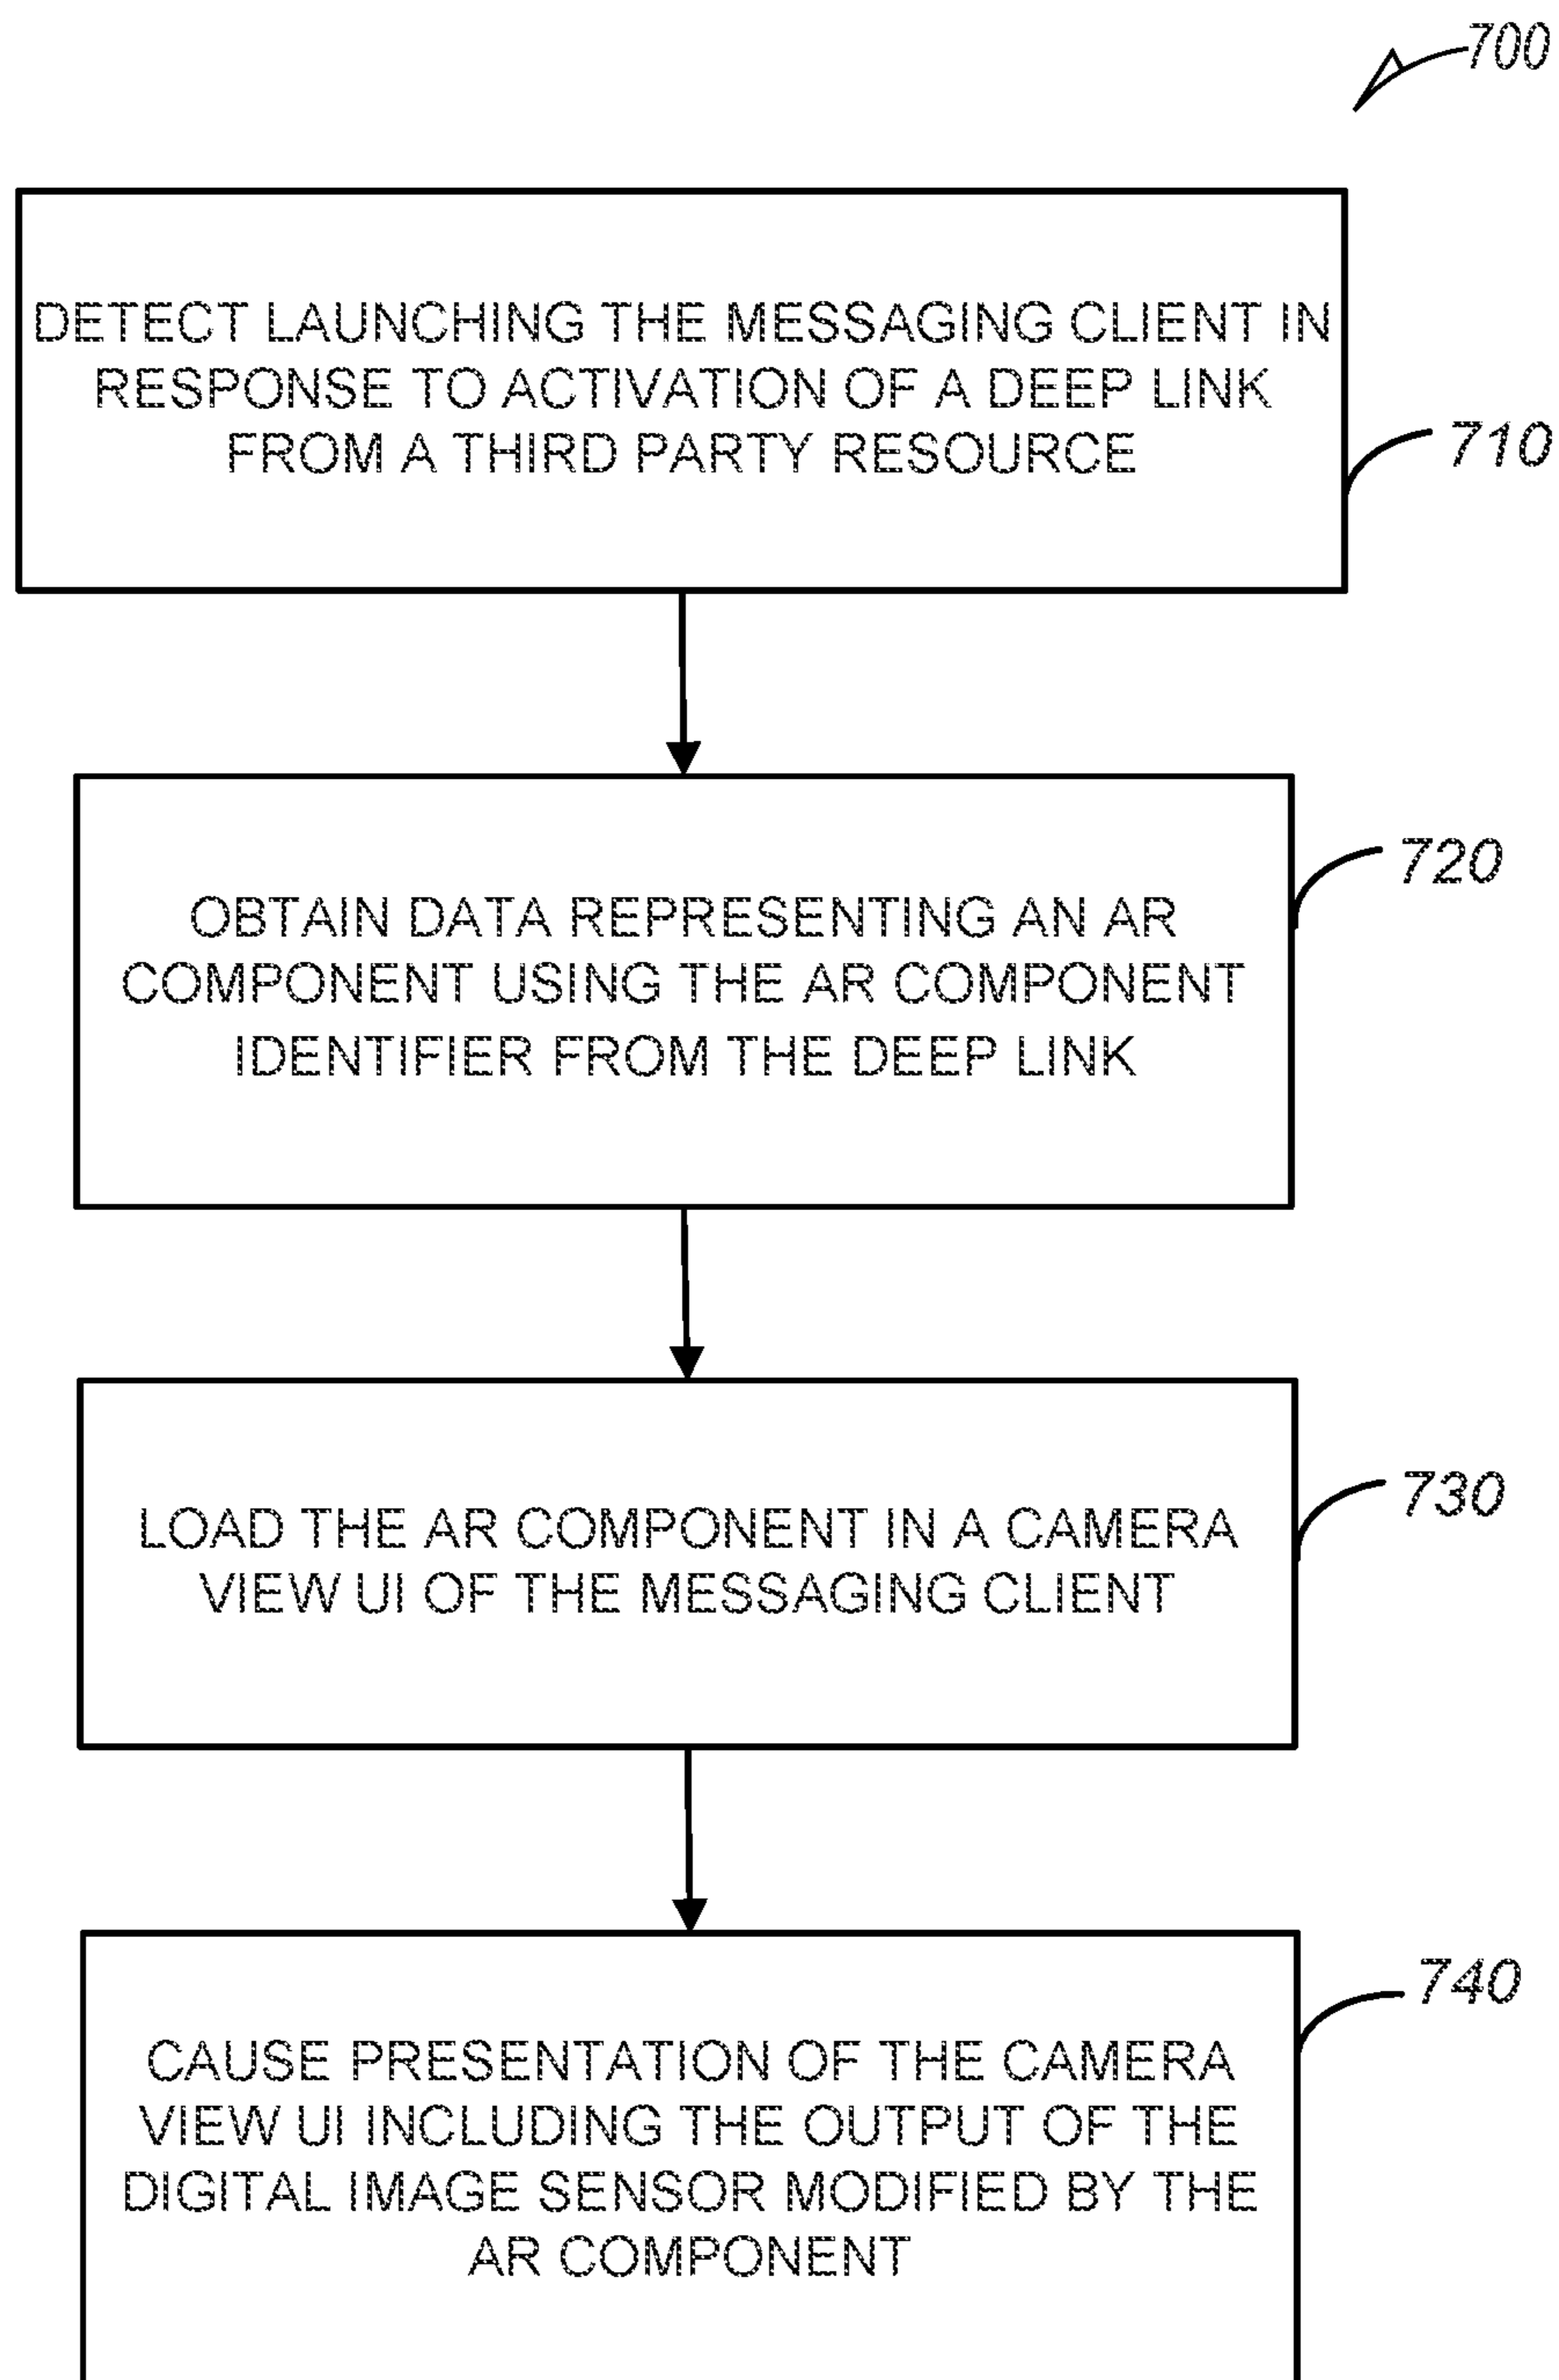 700
DETECT LAUNCHING THE MESSAGING CLIENT IN
RESPONSE TO ACTIVATION OF A DEEP LINK
FROM A THIRD PARTY RESOURCE
710
OBTAIN DATA REPRESENTING AN AR
COMPONENT USING THE AR COMPONENT
IDENTIFIER FROM THE DEEP LINK
720
LOAD THE AR COMPONENT IN A CAMERA
VIEW UI OF THE MESSAGING CLIENT
730
CAUSE PRESENTATION OF THE CAMERA
VIEW UI INCLUDING THE OUTPUT OF THE
DIGITAL IMAGE SENSOR MODIFIED BY THE
AR COMPONENT
740